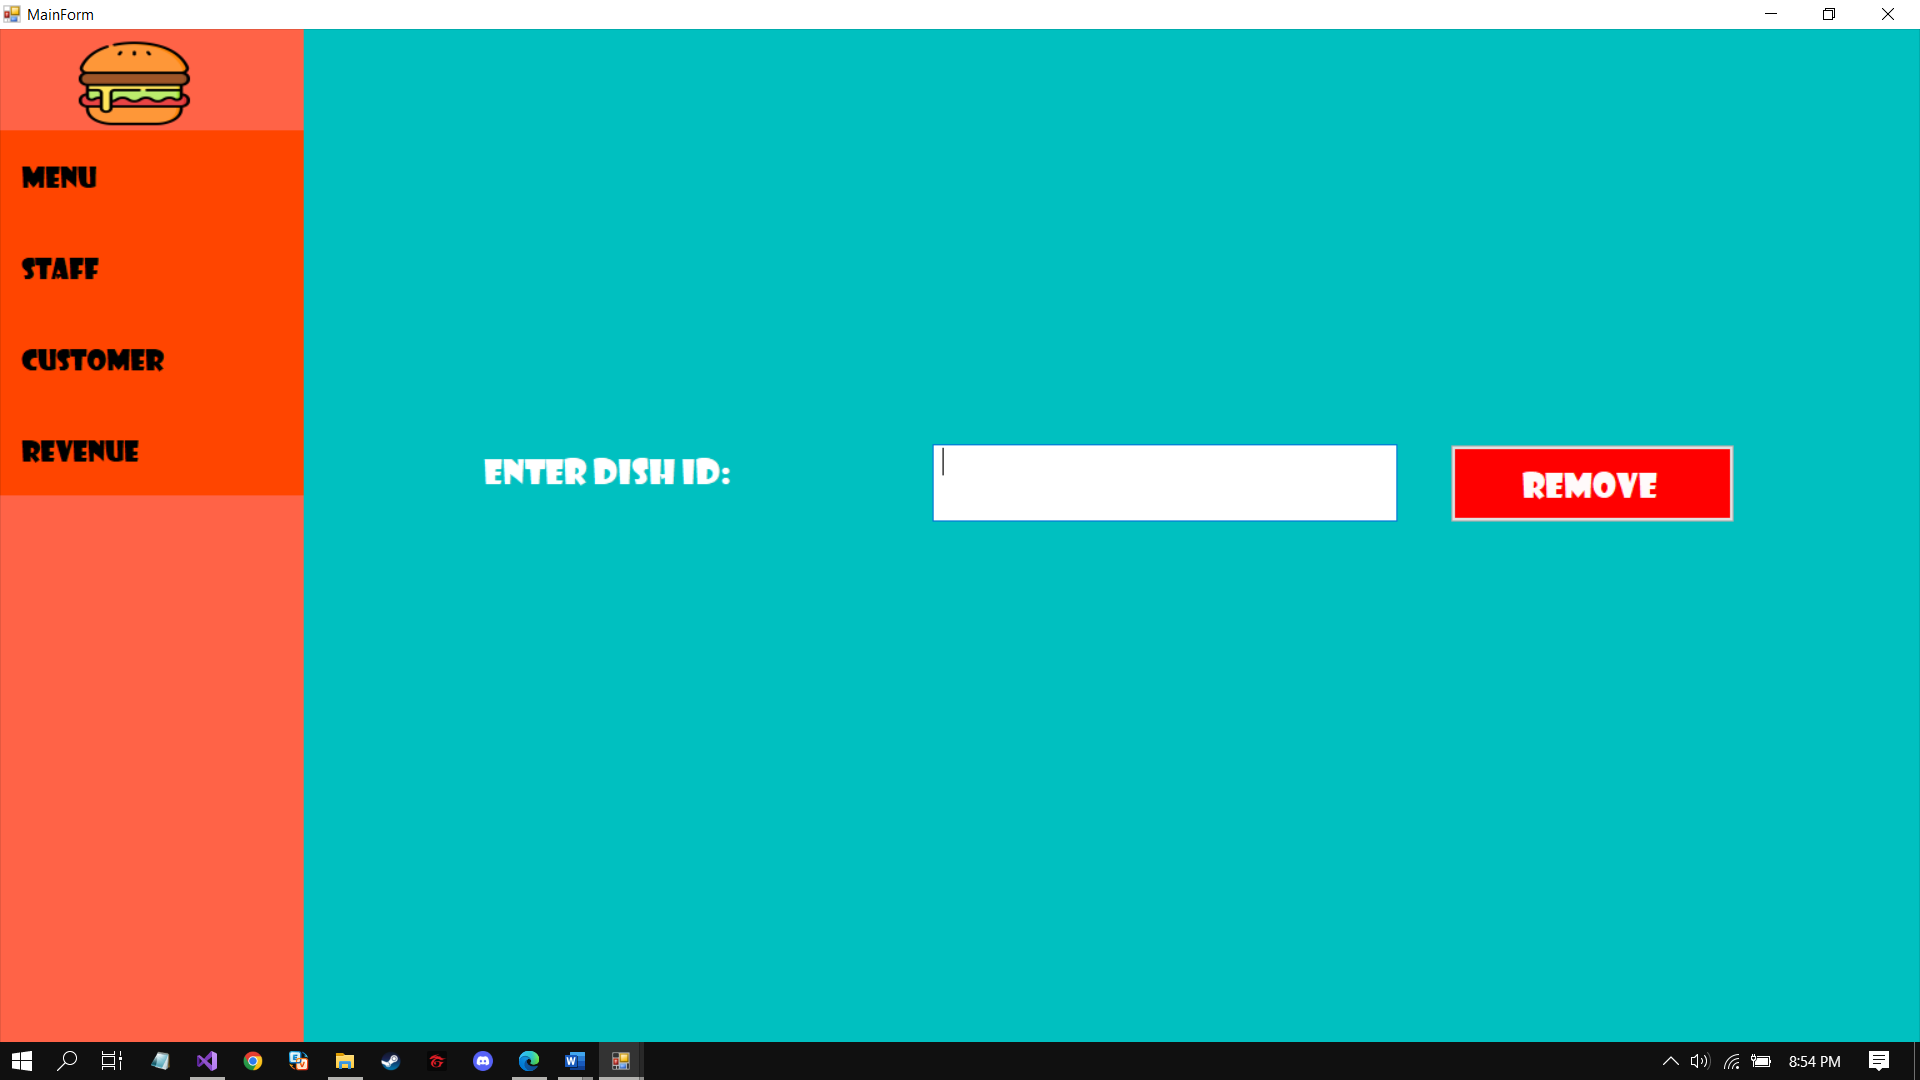 MainForm
MENU
STAFF
CUSTOMER
REVENUE
ENTER DISH ID:
REMOVE
8:54 PM